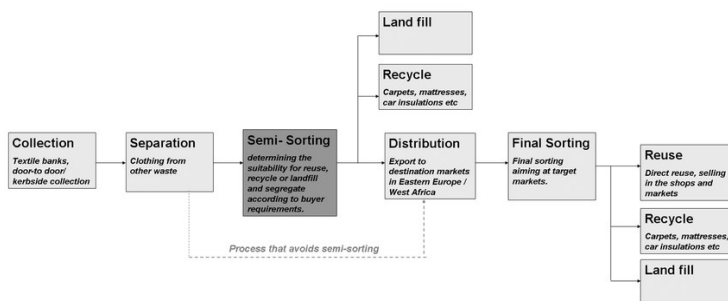 Land fill
Recycle
Carpets, mattresses,
car insulations etc
Collection
Textile banks,
door-to door/
kerbside collection
Separation
Clothing from
other waste
Semi- Sorting
determining the
suitability for reuse,
recycle or landfill
and segregate
according to buyer
requirements.
Distribution
Export to
destination markets
in Eastern Europe /
West Africa
Final Sorting
Final sorting
aiming at target
markets.
Reuse
Direct reuse, selling
in the shops and
markets
Recycle
Carpets, mattresses,
car insulations etc
Land fill
Process that avoids semi-sorting